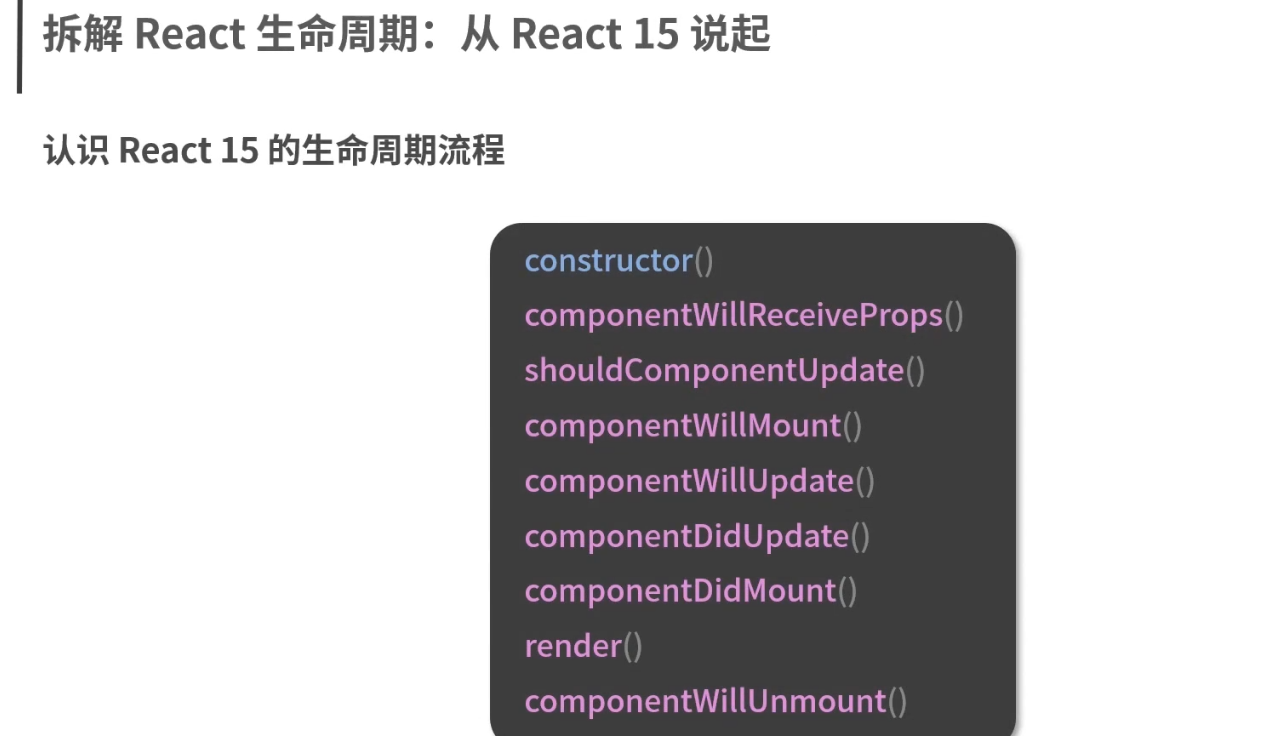 拆解 React 生命周期：从 React 15 说起
认识 React 15 的生命周期流程
constructor()
componentWillReceiveProps()
shouldComponentUpdate()
componentWillMount()
componentWillUpdate()
componentDidUpdate()
componentDidMount()
render()
componentWillUnmount()